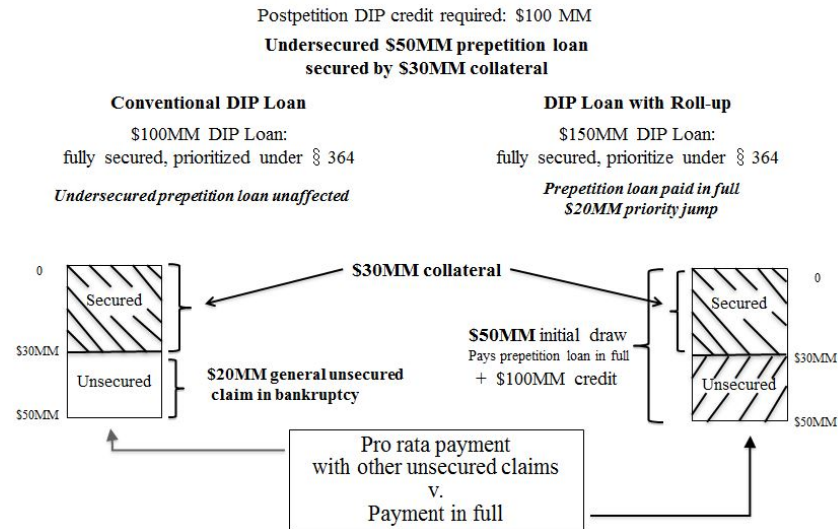 Postpetition DIP credit required: $100 MM
Undersecured $50MM prepetition loan
secured by $30MM collateral
Conventional DIP Loan
$100MM DIP Loan:
fully secured, prioritized under § 364
Undersecured prepetition loan unaffected
DIP Loan with Roll-up
$150MM DIP Loan:
fully secured, prioritize under § 364
Prepetition loan paid in full
$20MM priority jump
0
Secured
$30MM
Unsecured
$50MM
$30MM collateral
$20MM general unsecured
claim in bankruptcy
$50MM initial draw
Pays prepetition loan in full
+ $100MM credit
0
Secured
$30MM
Unsecured
$50MM
Pro rata payment
with other unsecured claims
v.
Payment in full